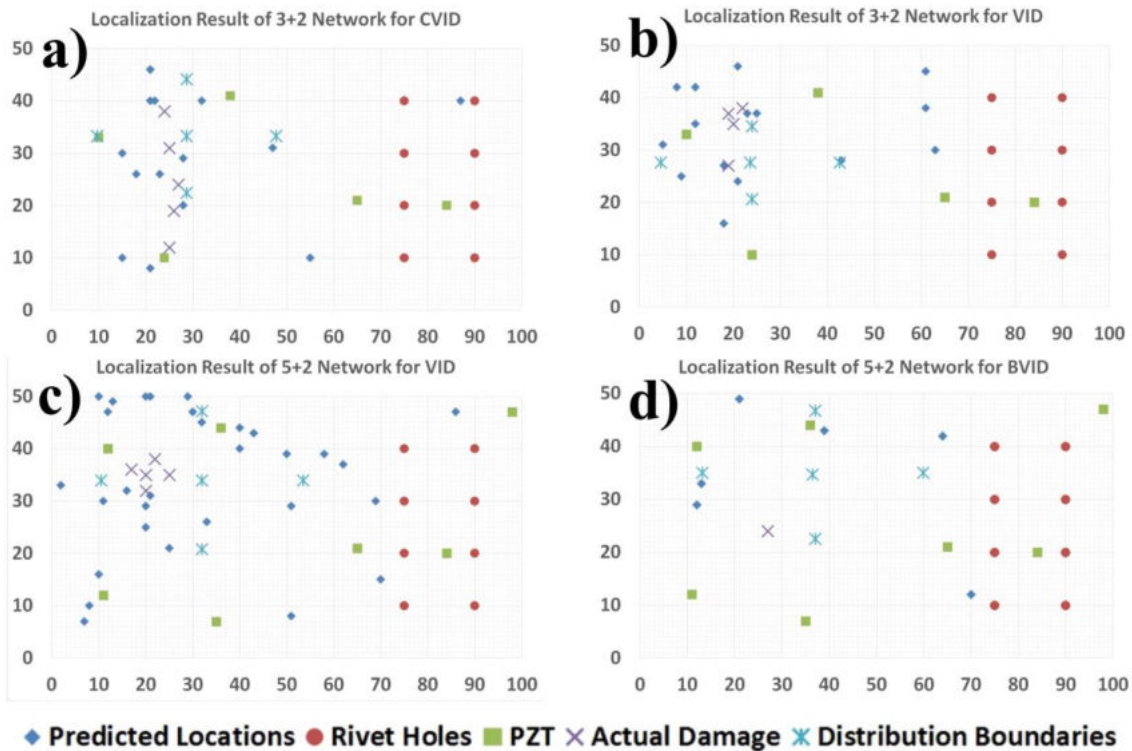 Localization Result of 3+2 Network for CVID
a)
50
40
30
20
10
0
0 10 20 30 40 50 60 70 80 90 100
Localization Result of 3+2 Network for VID
b)
50
40
30
20
10
0
0 10 20 30 40 50 60 70 80 90 100
Localization Result of 5+2 Network for VID
c)
50
40
30
20
10
0
0 10 20 30 40 50 60 70 80 90 100
Localization Result of 5+2 Network for BVID
d)
50
40
30
20
10
0
0 10 20 30 40 50 60 70 80 90 100
Predicted Locations Rivet Holes PZT Actual Damage Distribution Boundaries